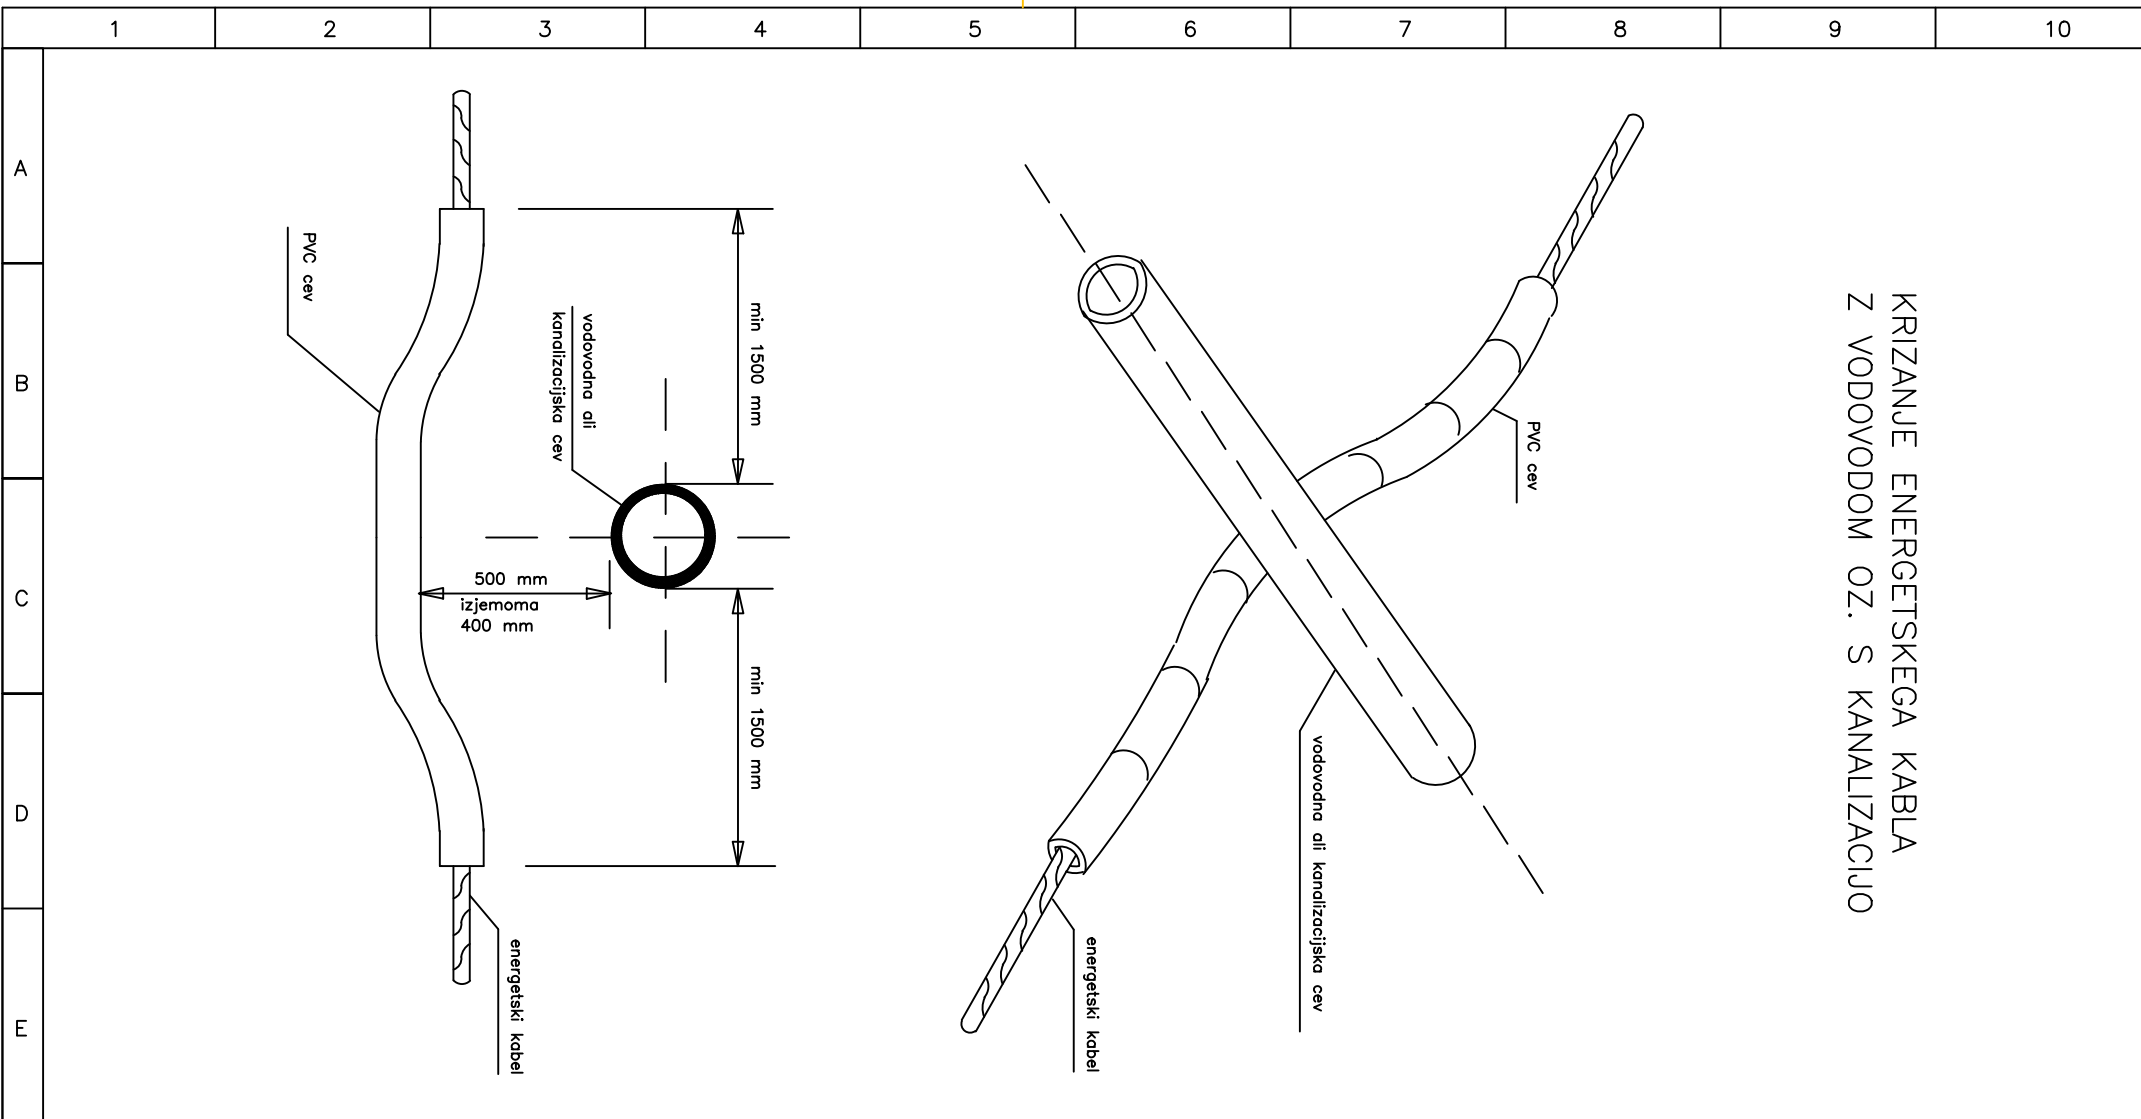 1 2 3 4 5 6 7 8 9 10
A
B
C
D
E
KRIZANJE ENERGETSKEGA KABLA
Z VODOVODOM OZ. S KANALIZACIJO
PVC cev
vodovodna ali
kanalizacijska cev
min 1500 mm
500 mm
izjemoma
400 mm
min 1500 mm
energetski kabel
PVC cev
vodovodna ali kanalizacijska cev
energetski kabel